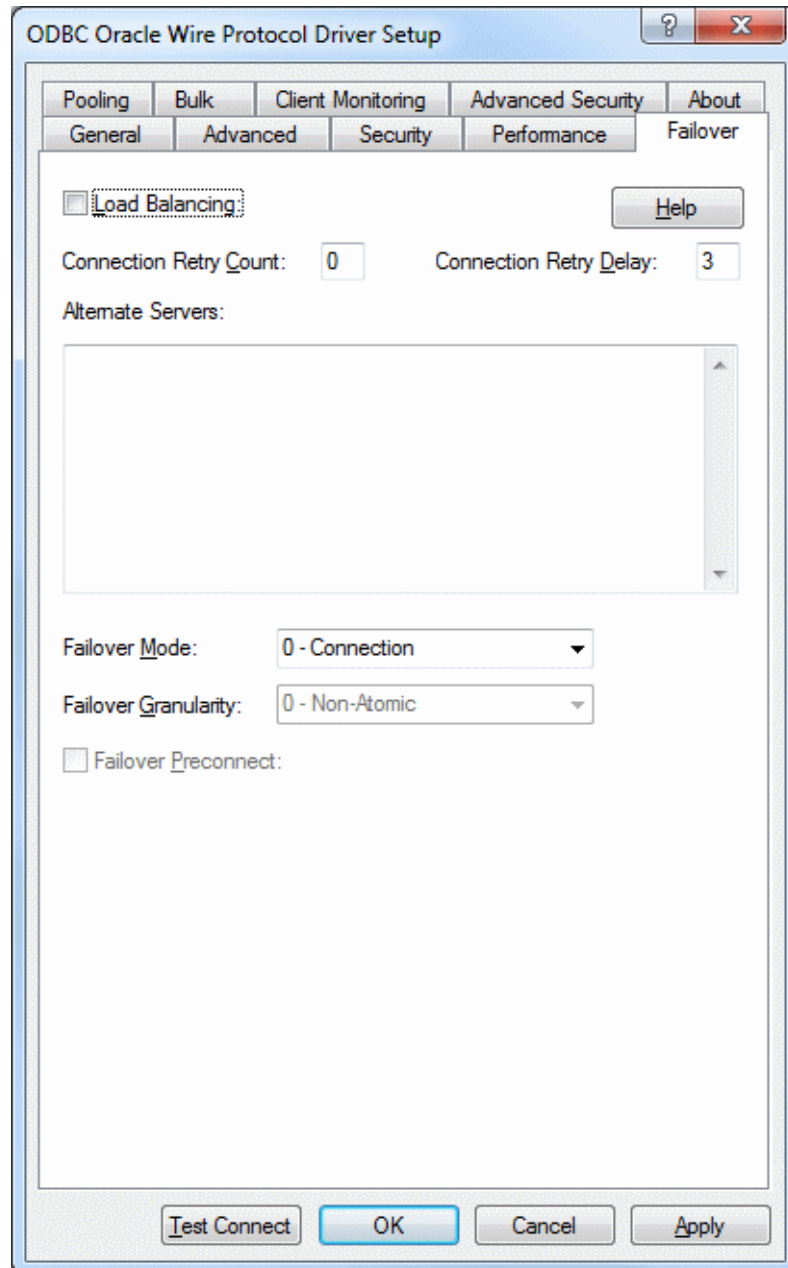 ODBC Oracle Wire Protocol Driver Setup
Pooling Bulk Client Monitoring Advanced Security About
General Advanced Security Performance Failover
Load Balancing:
Help
Connection Retry Count: 0 Connection Retry Delay: 3
Alternate Servers:
Failover Mode: 0 - Connection
Failover Granularity: 0 - Non-Atomic
Failover Preconnect:
Test Connect OK Cancel Apply